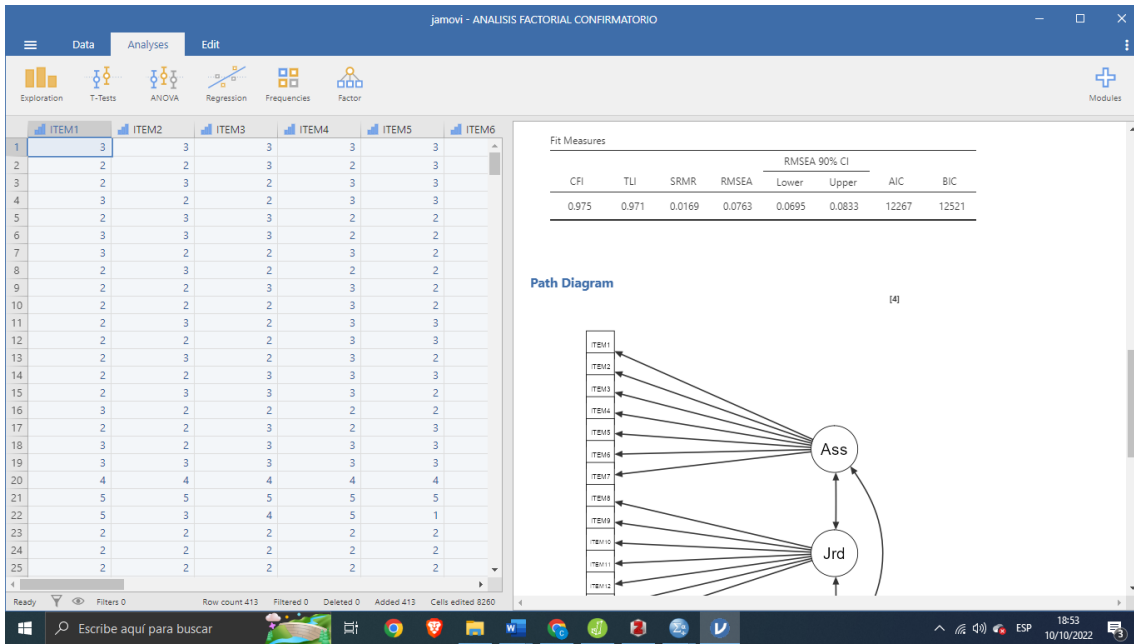 jamovi - ANALISIS FACTORIAL CONFIRMATORIO
Data Analyses Edit
Exploration T-Tests ANOVA Regression Frequencies Factor Modules
ITEM1 ITEM2 ITEM3 ITEM4 ITEM5 ITEM6
1 3 3 3 3 3
2 2 2 3 2 3
3 2 3 2 3 3
4 3 2 2 3 3
5 2 3 3 2 2
6 3 3 3 2 2
7 3 2 2 3 2
8 2 3 2 2 2
9 2 2 3 3 2
10 2 2 2 3 2
11 2 3 2 3 3
12 2 2 2 3 3
13 2 3 2 3 2
14 2 2 3 3 3
15 2 3 3 3 2
16 3 2 2 2 2
17 2 2 3 2 3
18 3 2 3 3 3
19 3 3 3 3 3
20 4 4 4 4 4
21 5 5 5 5 5
22 5 3 4 5 1
23 2 2 2 2 2
24 2 2 2 2 2
25 2 2 2 2 2
Ready Filters 0 Row count 413 Filtered 0 Deleted 0 Added 413 Cells edited 8260
Fit Measures
RMSEA 90% CI
CFI TLI SRMR RMSEA Lower Upper AIC BIC
0.975 0.971 0.0169 0.0763 0.0695 0.0833 12267 12521
Path Diagram
[4]
ITEM1
ITEM2
ITEM3
ITEM4
ITEM5
ITEM6
ITEM7
ITEM8
ITEM9
ITEM10
ITEM11
ITEM12
Ass
Jrd
Escribe aquí para buscar
ESP
18:53
10/10/2022
3